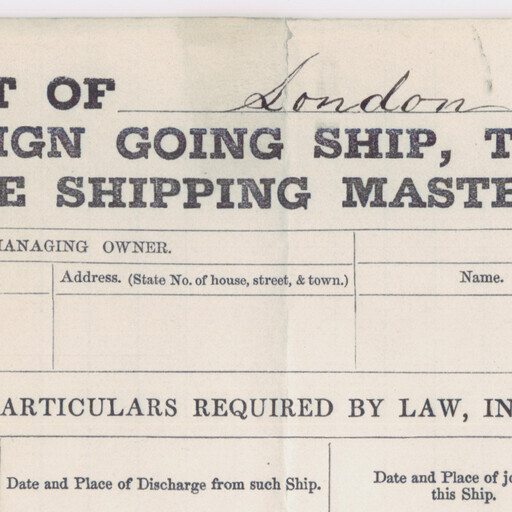 T OF London
IGN GOING SHIP, T
E SHIPPING MASTE
MANAGING OWNER.
Address. (State No. of house, street, & town.)
Name.
ARTICULARS REQUIRED BY LAW, IN
Date and Place of Discharge from such Ship.
Date and Place of jo
this Ship.